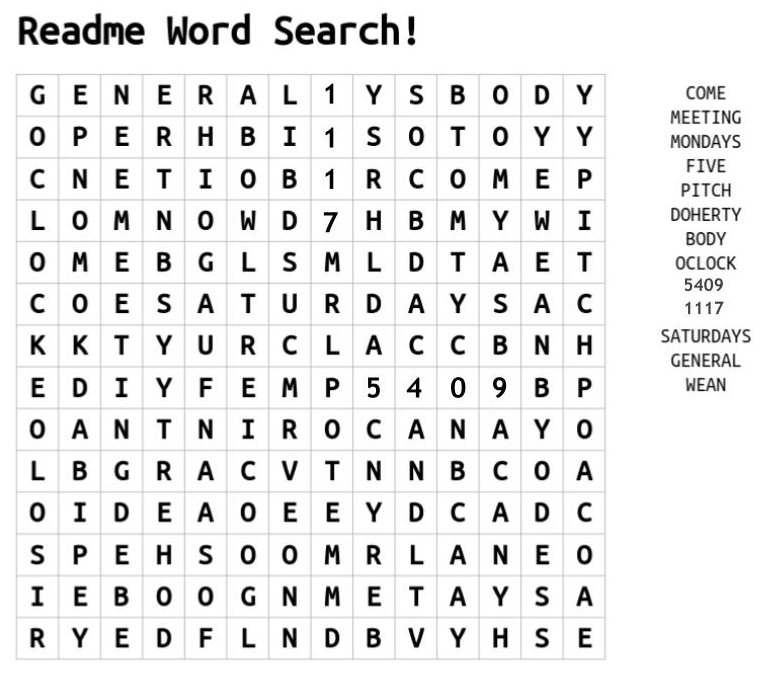 Readme Word Search!
G E N E R A L 1 Y S B O D Y
O P E R H B I 1 S O T O Y Y
C N E T I O B 1 R C O M E P
L O M N O W D 7 H B M Y W I
O M E B G L S M L D T A E T
C O E S A T U R D A Y S A C
K K T Y U R C L A C C B N H
E D I Y F E M P 5 4 0 9 B P
O A N T N I R O C A N A Y O
L B G R A C V T N N B C O A
O I D E A O E E Y D C A D C
S P E H S O O M R L A N E O
I E B O O G N M E T A Y S A
R Y E D F L N D B V Y H S E
COME
MEETING
MONDAYS
FIVE
PITCH
DOHERTY
BODY
OCLOCK
5409
1117
SATURDAYS
GENERAL
WEAN